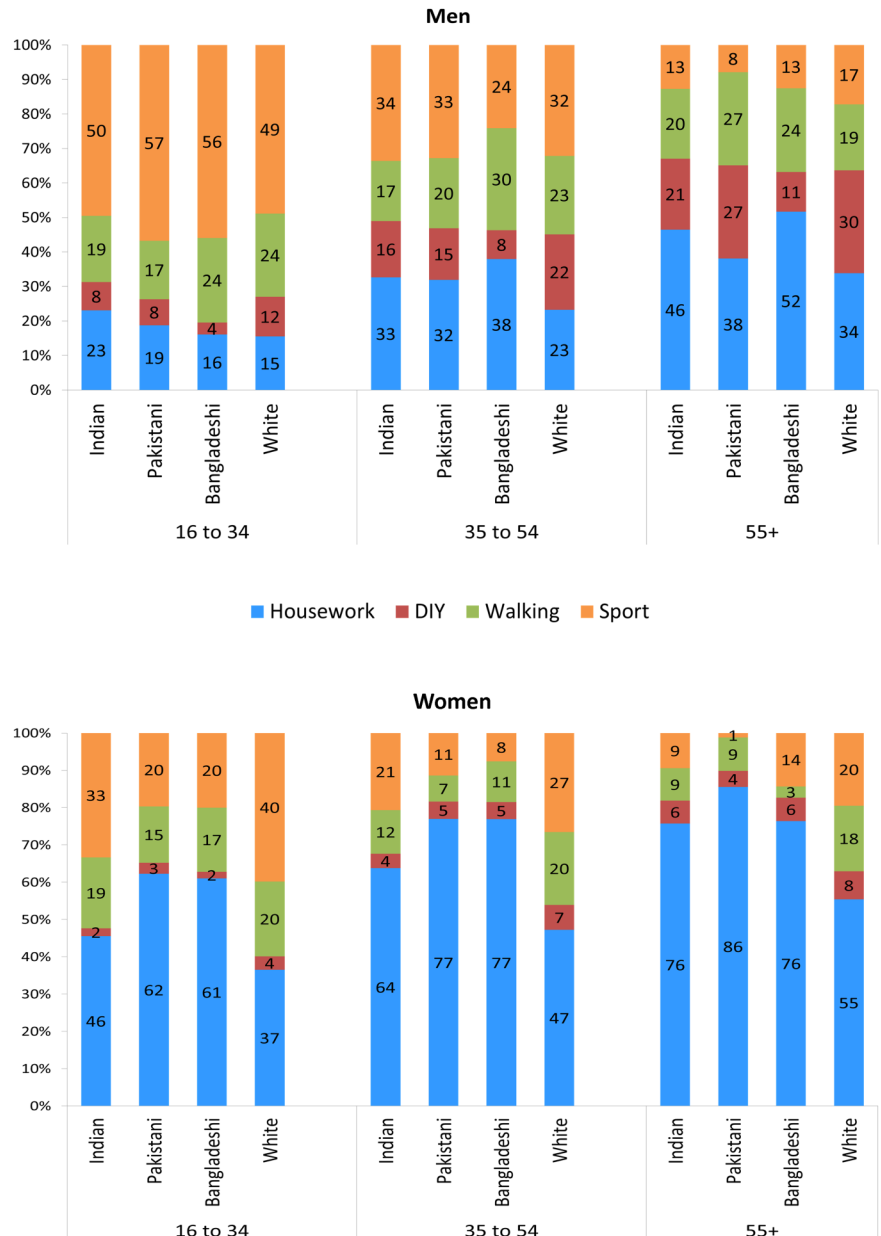 Men
100%
90%
80%
70%
60%
50%
40%
30%
20%
10%
0%
50 57 56 49
19 17 24 24
8 8 4 12
23 19 16 15
34 33 24 32
17 20 30 23
16 15 8 22
33 32 38 23
13 8 13 17
20 27 24 19
21 27 11 30
46 38 52 34
Indian Pakistani Bangladeshi White Indian Pakistani Bangladeshi White Indian Pakistani Bangladeshi White
16 to 34 35 to 54 55+
Housework DIY Walking Sport
Women
100%
90%
80%
70%
60%
50%
40%
30%
20%
10%
0%
33 20 20 40
19 15 17 20
2 3 2 4
46 62 61 37
21 11 8 27
12 7 11 20
4 5 5 7
64 77 77 47
9 1 14 20
9 9 3 18
6 4 6 8
76 86 76 55
Indian Pakistani Bangladeshi White Indian Pakistani Bangladeshi White Indian Pakistani Bangladeshi White
16 to 34 35 to 54 55+